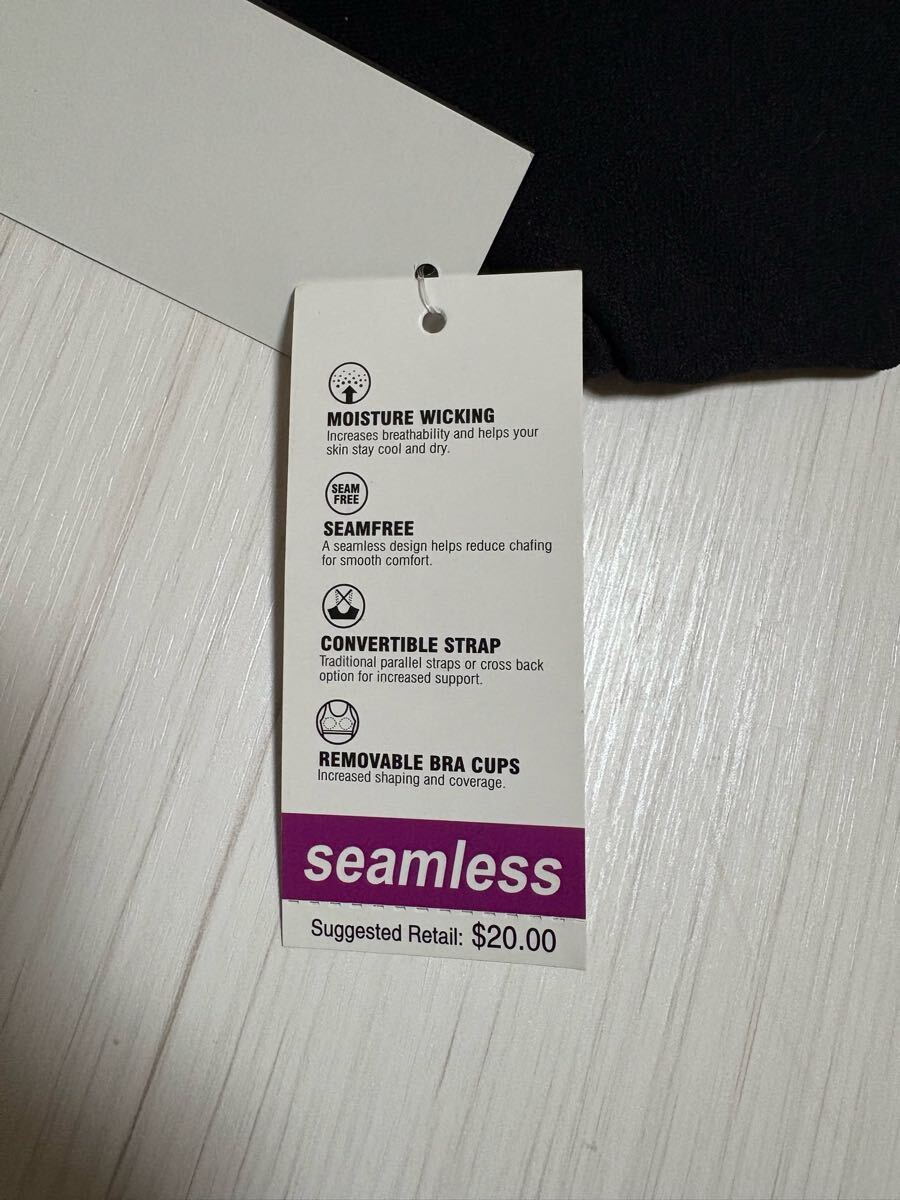 MOISTURE WICKING
Increases breathability and helps your
skin stay cool and dry.
SEAM
FREE
SEAMFREE
A seamless design helps reduce chafing
for smooth comfort.
CONVERTIBLE STRAP
Traditional parallel straps or cross back
option for increased support.
REMOVABLE BRA CUPS
Increased shaping and coverage.
seamless
Suggested Retail: $20.00